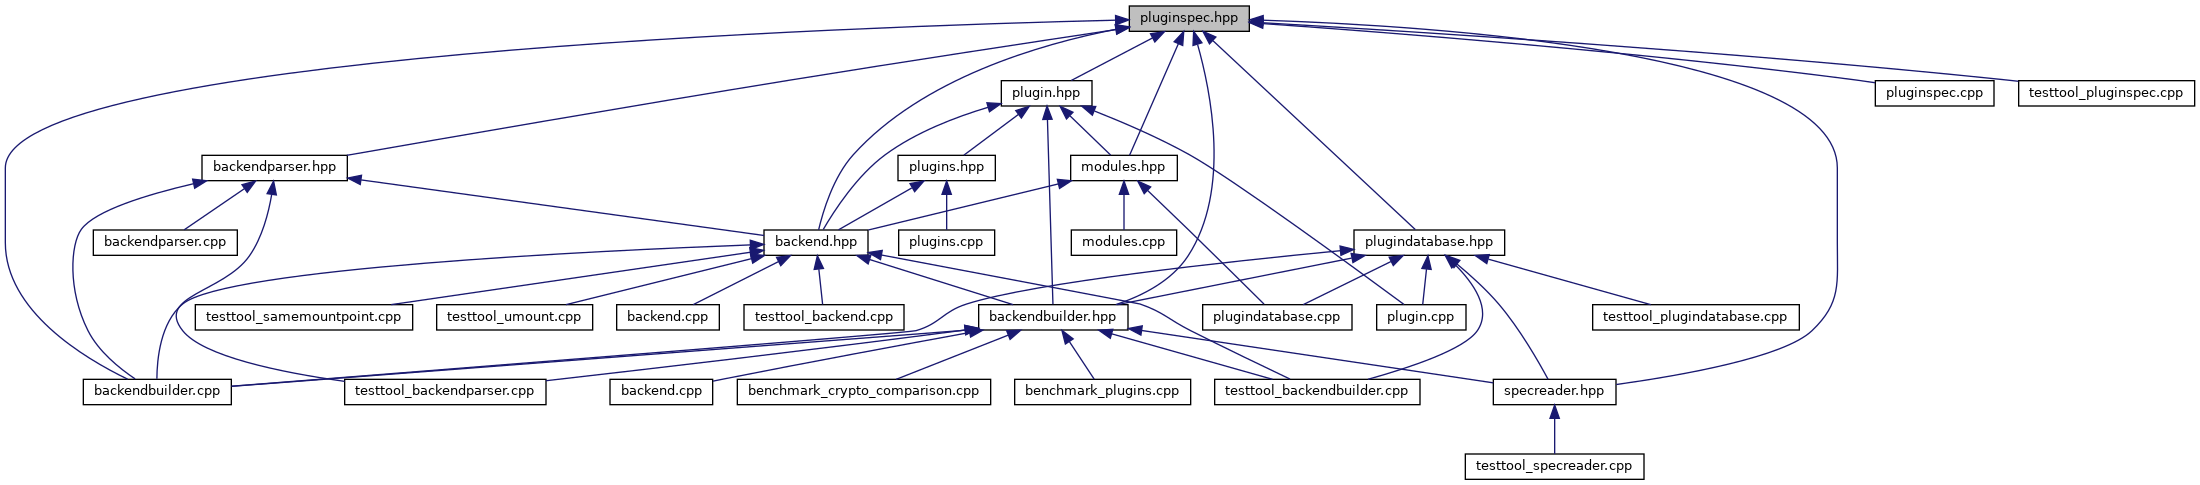 pluginspec.hpp
plugin.hpp
pluginspec.cpp
testtool_pluginspec.cpp
backendparser.hpp
plugins.hpp
modules.hpp
backendparser.cpp
backend.hpp
plugins.cpp
modules.cpp
plugindatabase.hpp
testtool_samemountpoint.cpp
testtool_umount.cpp
backend.cpp
testtool_backend.cpp
backendbuilder.hpp
plugindatabase.cpp
plugin.cpp
testtool_plugindatabase.cpp
backendbuilder.cpp
testtool_backendparser.cpp
backend.cpp
benchmark_crypto_comparison.cpp
benchmark_plugins.cpp
testtool_backendbuilder.cpp
specreader.hpp
testtool_specreader.cpp